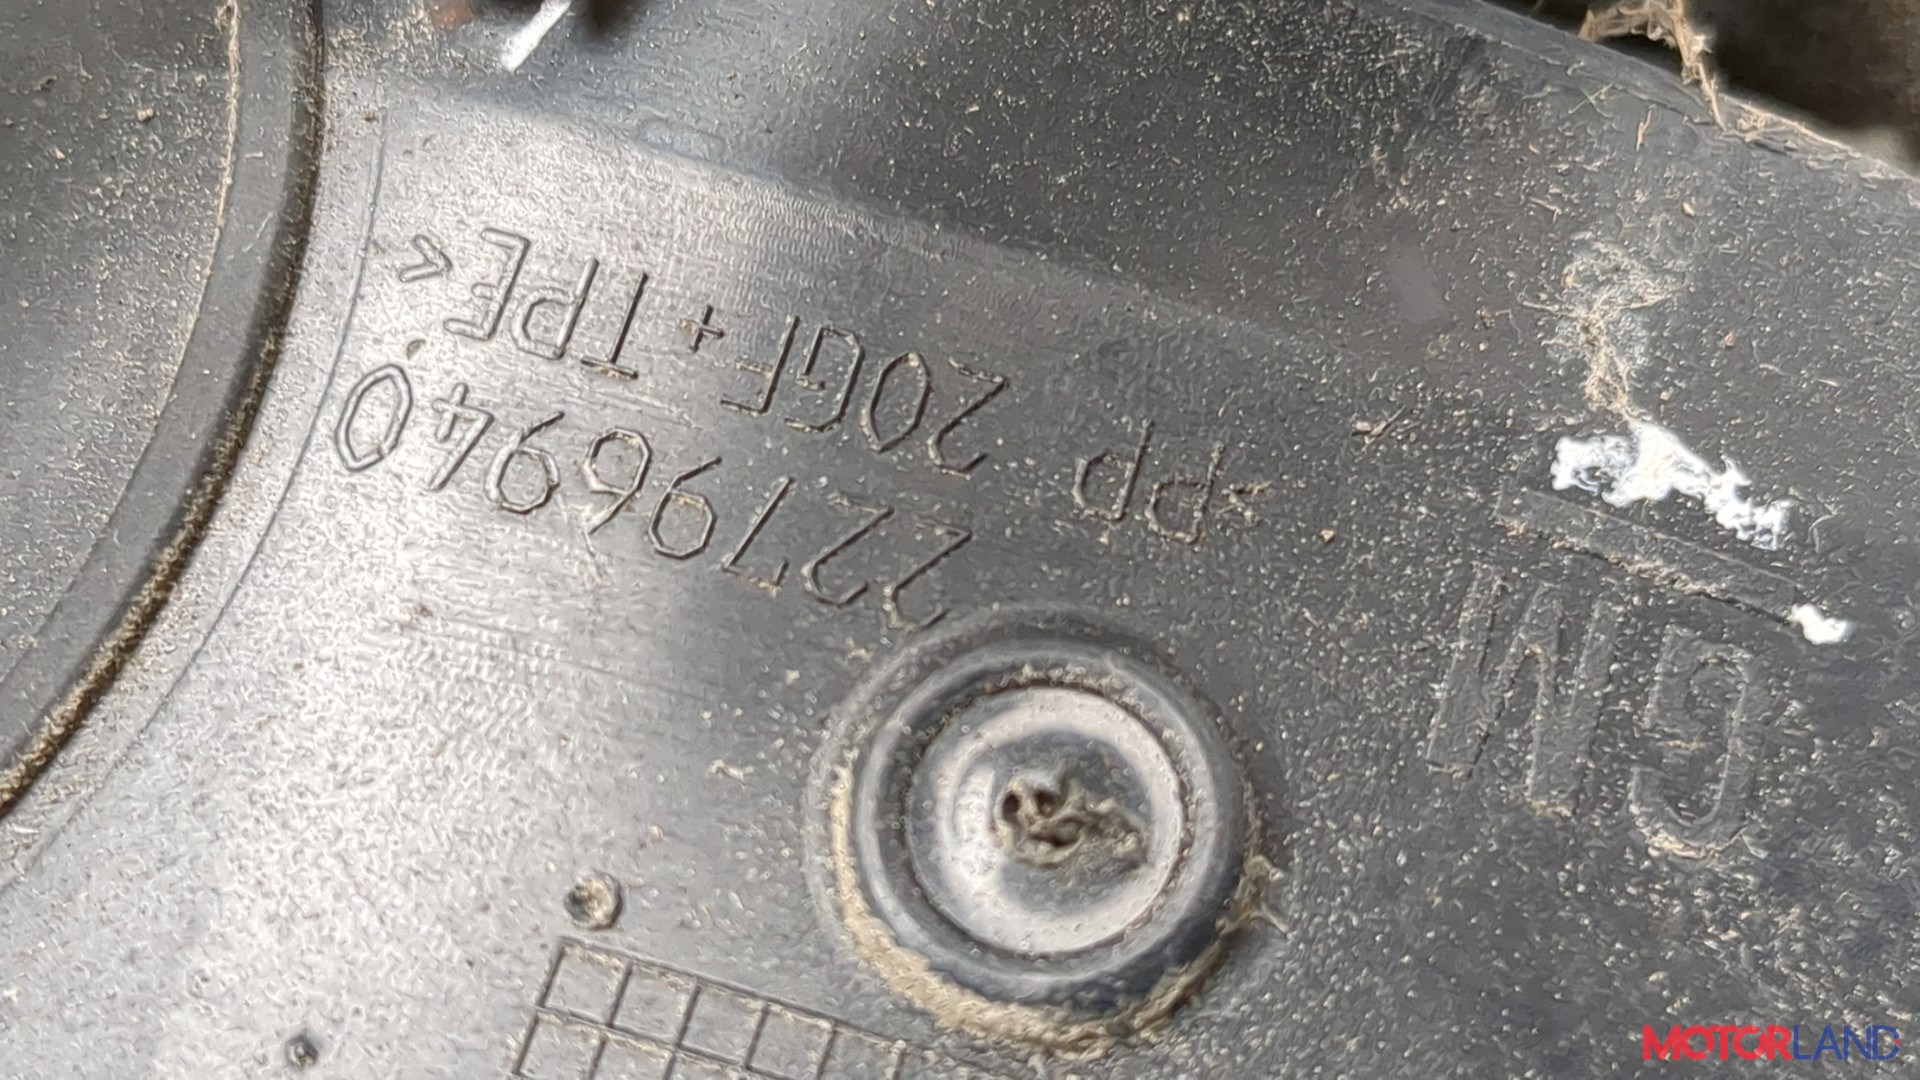 GM
22796940
>PP 20GF + TPE<
MOTORLAND